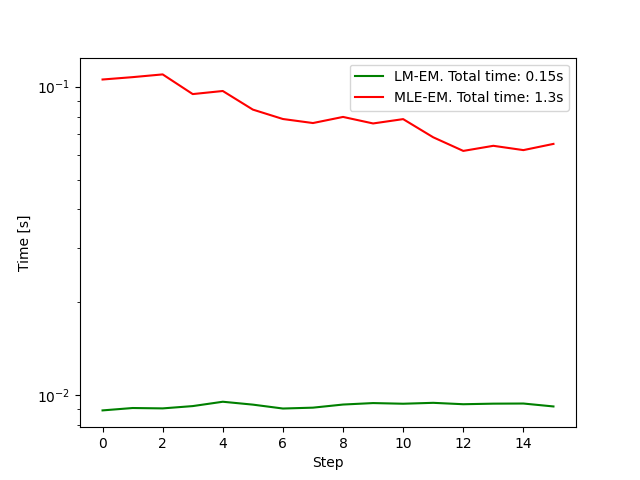 LM-EM. Total time: 0.15s
MLE-EM. Total time: 1.3s
10⁻¹
10⁻²
Time [s]
0 2 4 6 8 10 12 14
Step